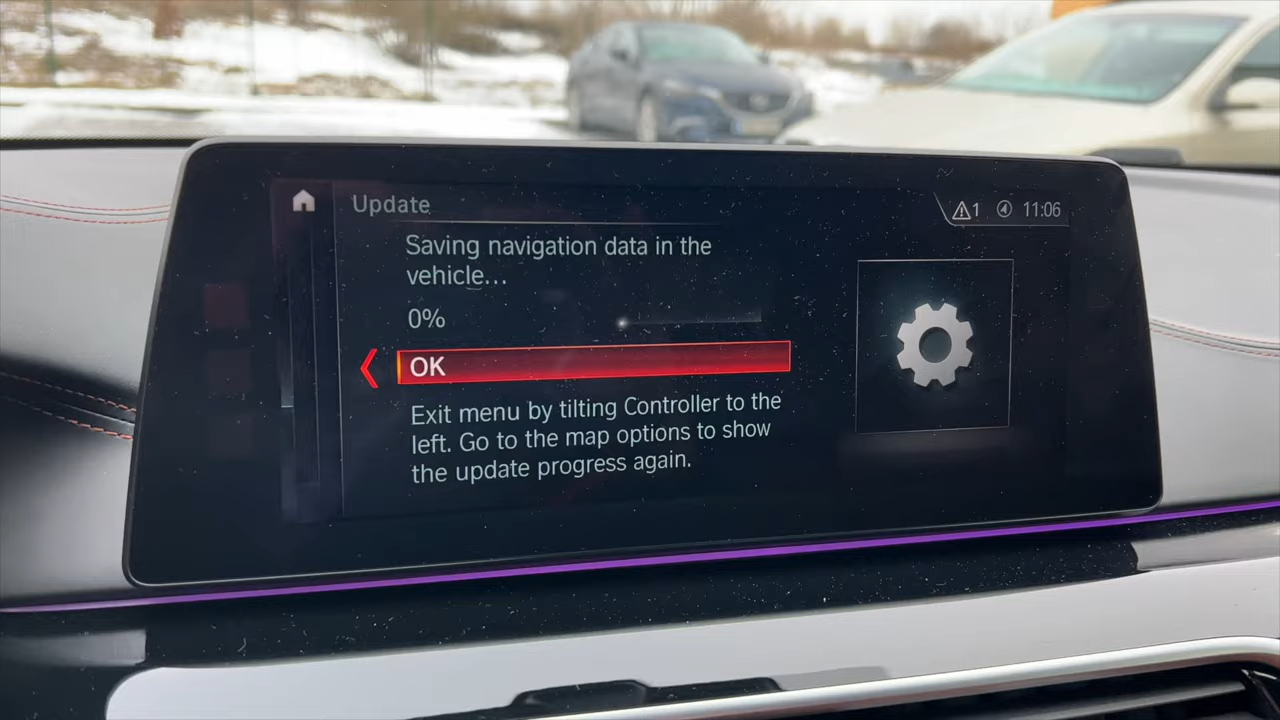 Update
1 11:06
Saving navigation data in the
vehicle...
0%
OK
Exit menu by tilting Controller to the
left. Go to the map options to show
the update progress again.